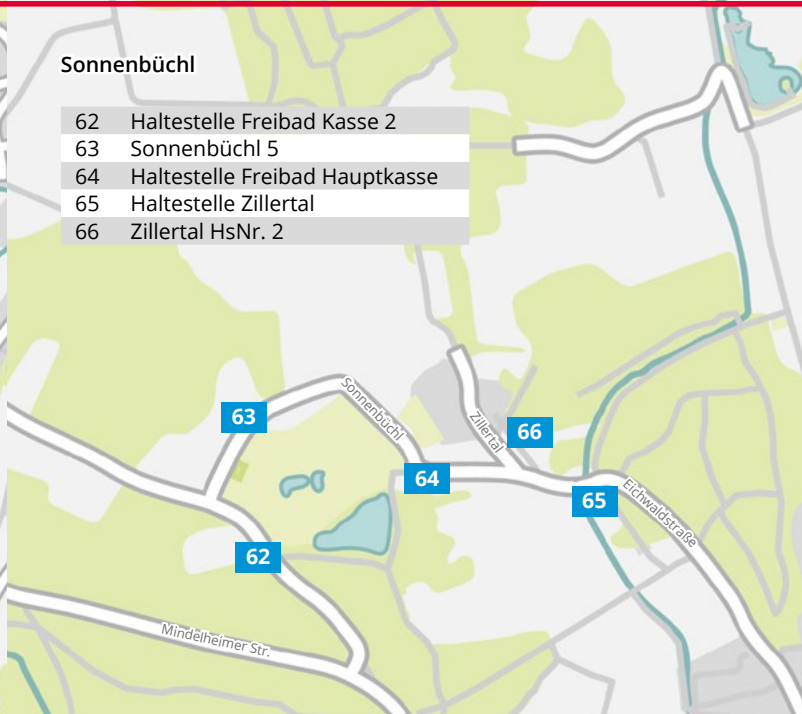 Sonnenbüchl
62 Haltestelle Freibad Kasse 2
63 Sonnenbüchl 5
64 Haltestelle Freibad Hauptkasse
65 Haltestelle Zillertal
66 Zillertal HsNr. 2
Sonnenbüchl
63
Zillertal
66
64
65
Eichwaldstraße
62
Mindelheimer Str.